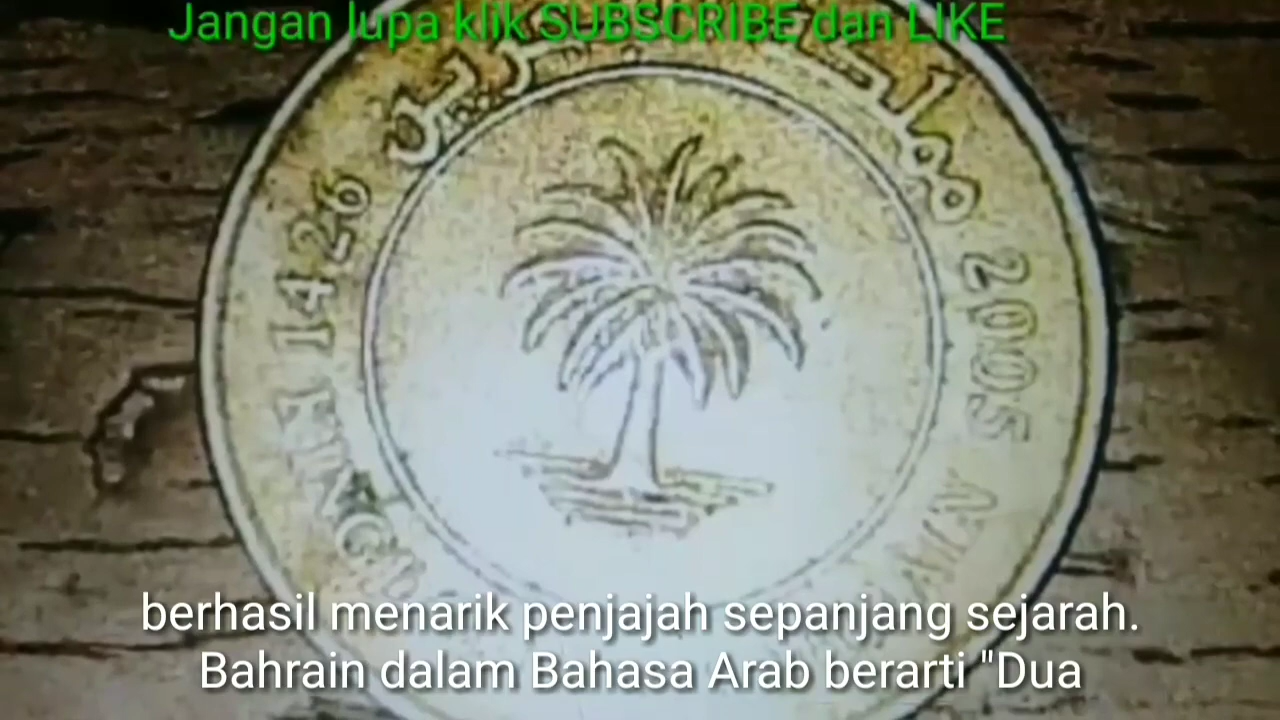 Jangan lupa klik SUBSCRIBE dan LIKE
1426
2005
berhasil menarik penjajah sepanjang sejarah.
Bahrain dalam Bahasa Arab berarti "Dua